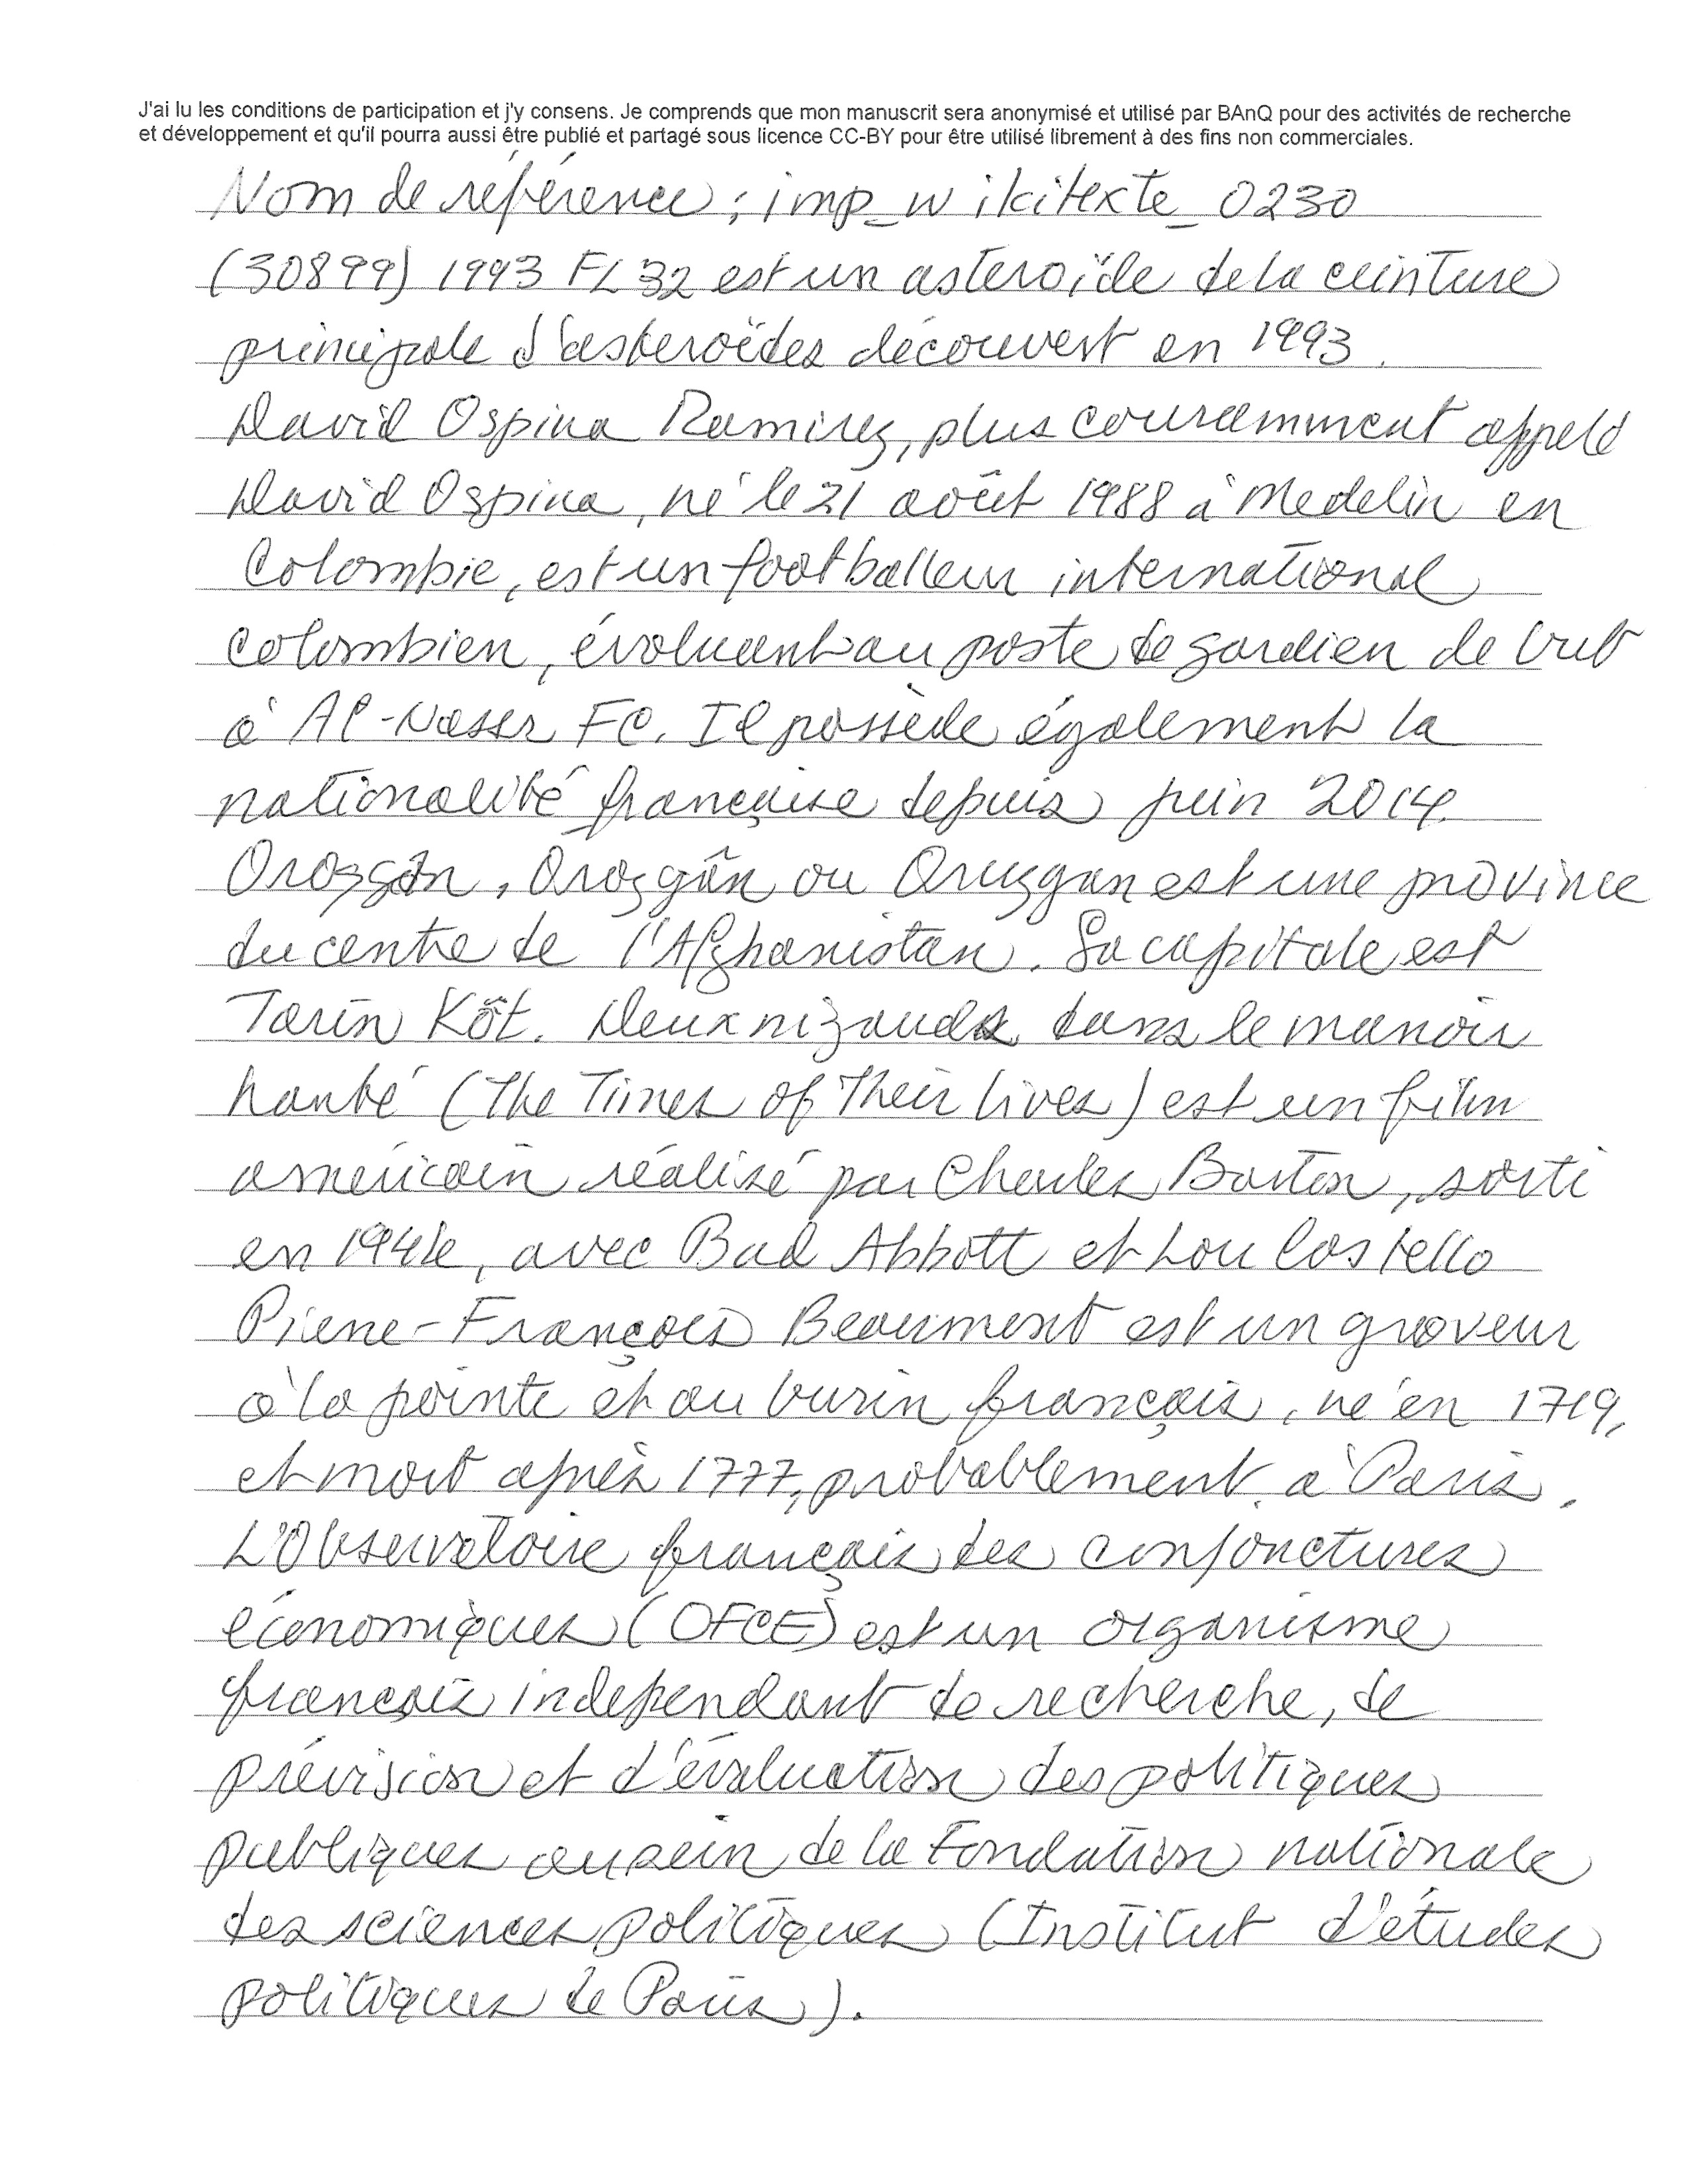 J'ai lu les conditions de participation et j'y consens. Je comprends que mon manuscrit sera anonymisé et utilisé par BAnQ pour des activités de recherche
et développement et qu'il pourra aussi être publié et partagé sous licence CC-BY pour être utilisé librement à des fins non commerciales.
Nom de référence : imp_wikitexte_0230
(30899) 1993 FL32 est un asteroïde de la ceinture
principale d'asteroïdes découvert en 1993.
David Ospina Ramirez, plus couramment appelé
David Ospina, né le 21 août 1988 à Medelin en
Colombie, est un footballeur international
colombien, évoluant au poste de gardien de but
à Al-Nassr FC. Il possède également la
nationalité française depuis juin 2014.
Orozgân, Orozgân ou Oruzgan est une province
du centre de l'Afghanistan. Sa capitale est
Tarin Kôt. Deux nigauds dans le manoir
hanté (The Times of Their lives) est un film
américain réalisé par Charles Barton, sorti
en 1946, avec Bud Abbott et Lou Costello
Pierre-François Beaumont est un graveur
à la pointe et au burin français, né en 1719,
et mort après 1777, probablement à Paris.
L'Observatoire français des conjonctures
économiques (OFCE) est un organisme
français indépendant de recherche, de
prévision et d'évaluation des politiques
publiques au sein de la Fondation nationale
des sciences politiques (Institut d'études
politiques de Paris).